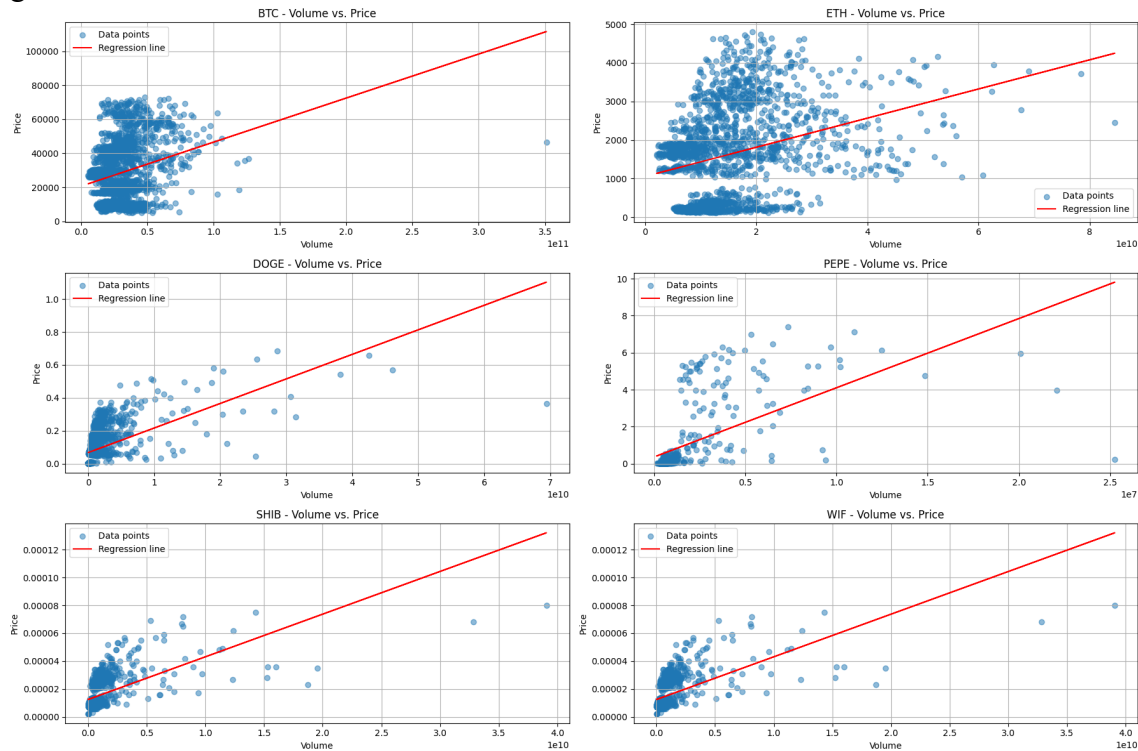 BTC - Volume vs. Price
Data points
Regression line
100000
80000
60000
40000
20000
0
Price
0.0 0.5 1.0 1.5 2.0 2.5 3.0 3.5
1e11
Volume
ETH - Volume vs. Price
5000
4000
3000
2000
1000
0
Price
Data points
Regression line
0 2 4 6 8
1e10
Volume
DOGE - Volume vs. Price
Data points
Regression line
1.0
0.8
0.6
0.4
0.2
0.0
Price
0 1 2 3 4 5 6 7
1e10
Volume
PEPE - Volume vs. Price
Data points
Regression line
10
8
6
4
2
0
Price
0.0 0.5 1.0 1.5 2.0 2.5
1e7
Volume
SHIB - Volume vs. Price
Data points
Regression line
0.00012
0.00010
0.00008
0.00006
0.00004
0.00002
0.00000
Price
0.0 0.5 1.0 1.5 2.0 2.5 3.0 3.5 4.0
1e10
Volume
WIF - Volume vs. Price
Data points
Regression line
0.00012
0.00010
0.00008
0.00006
0.00004
0.00002
0.00000
Price
0.0 0.5 1.0 1.5 2.0 2.5 3.0 3.5 4.0
1e10
Volume